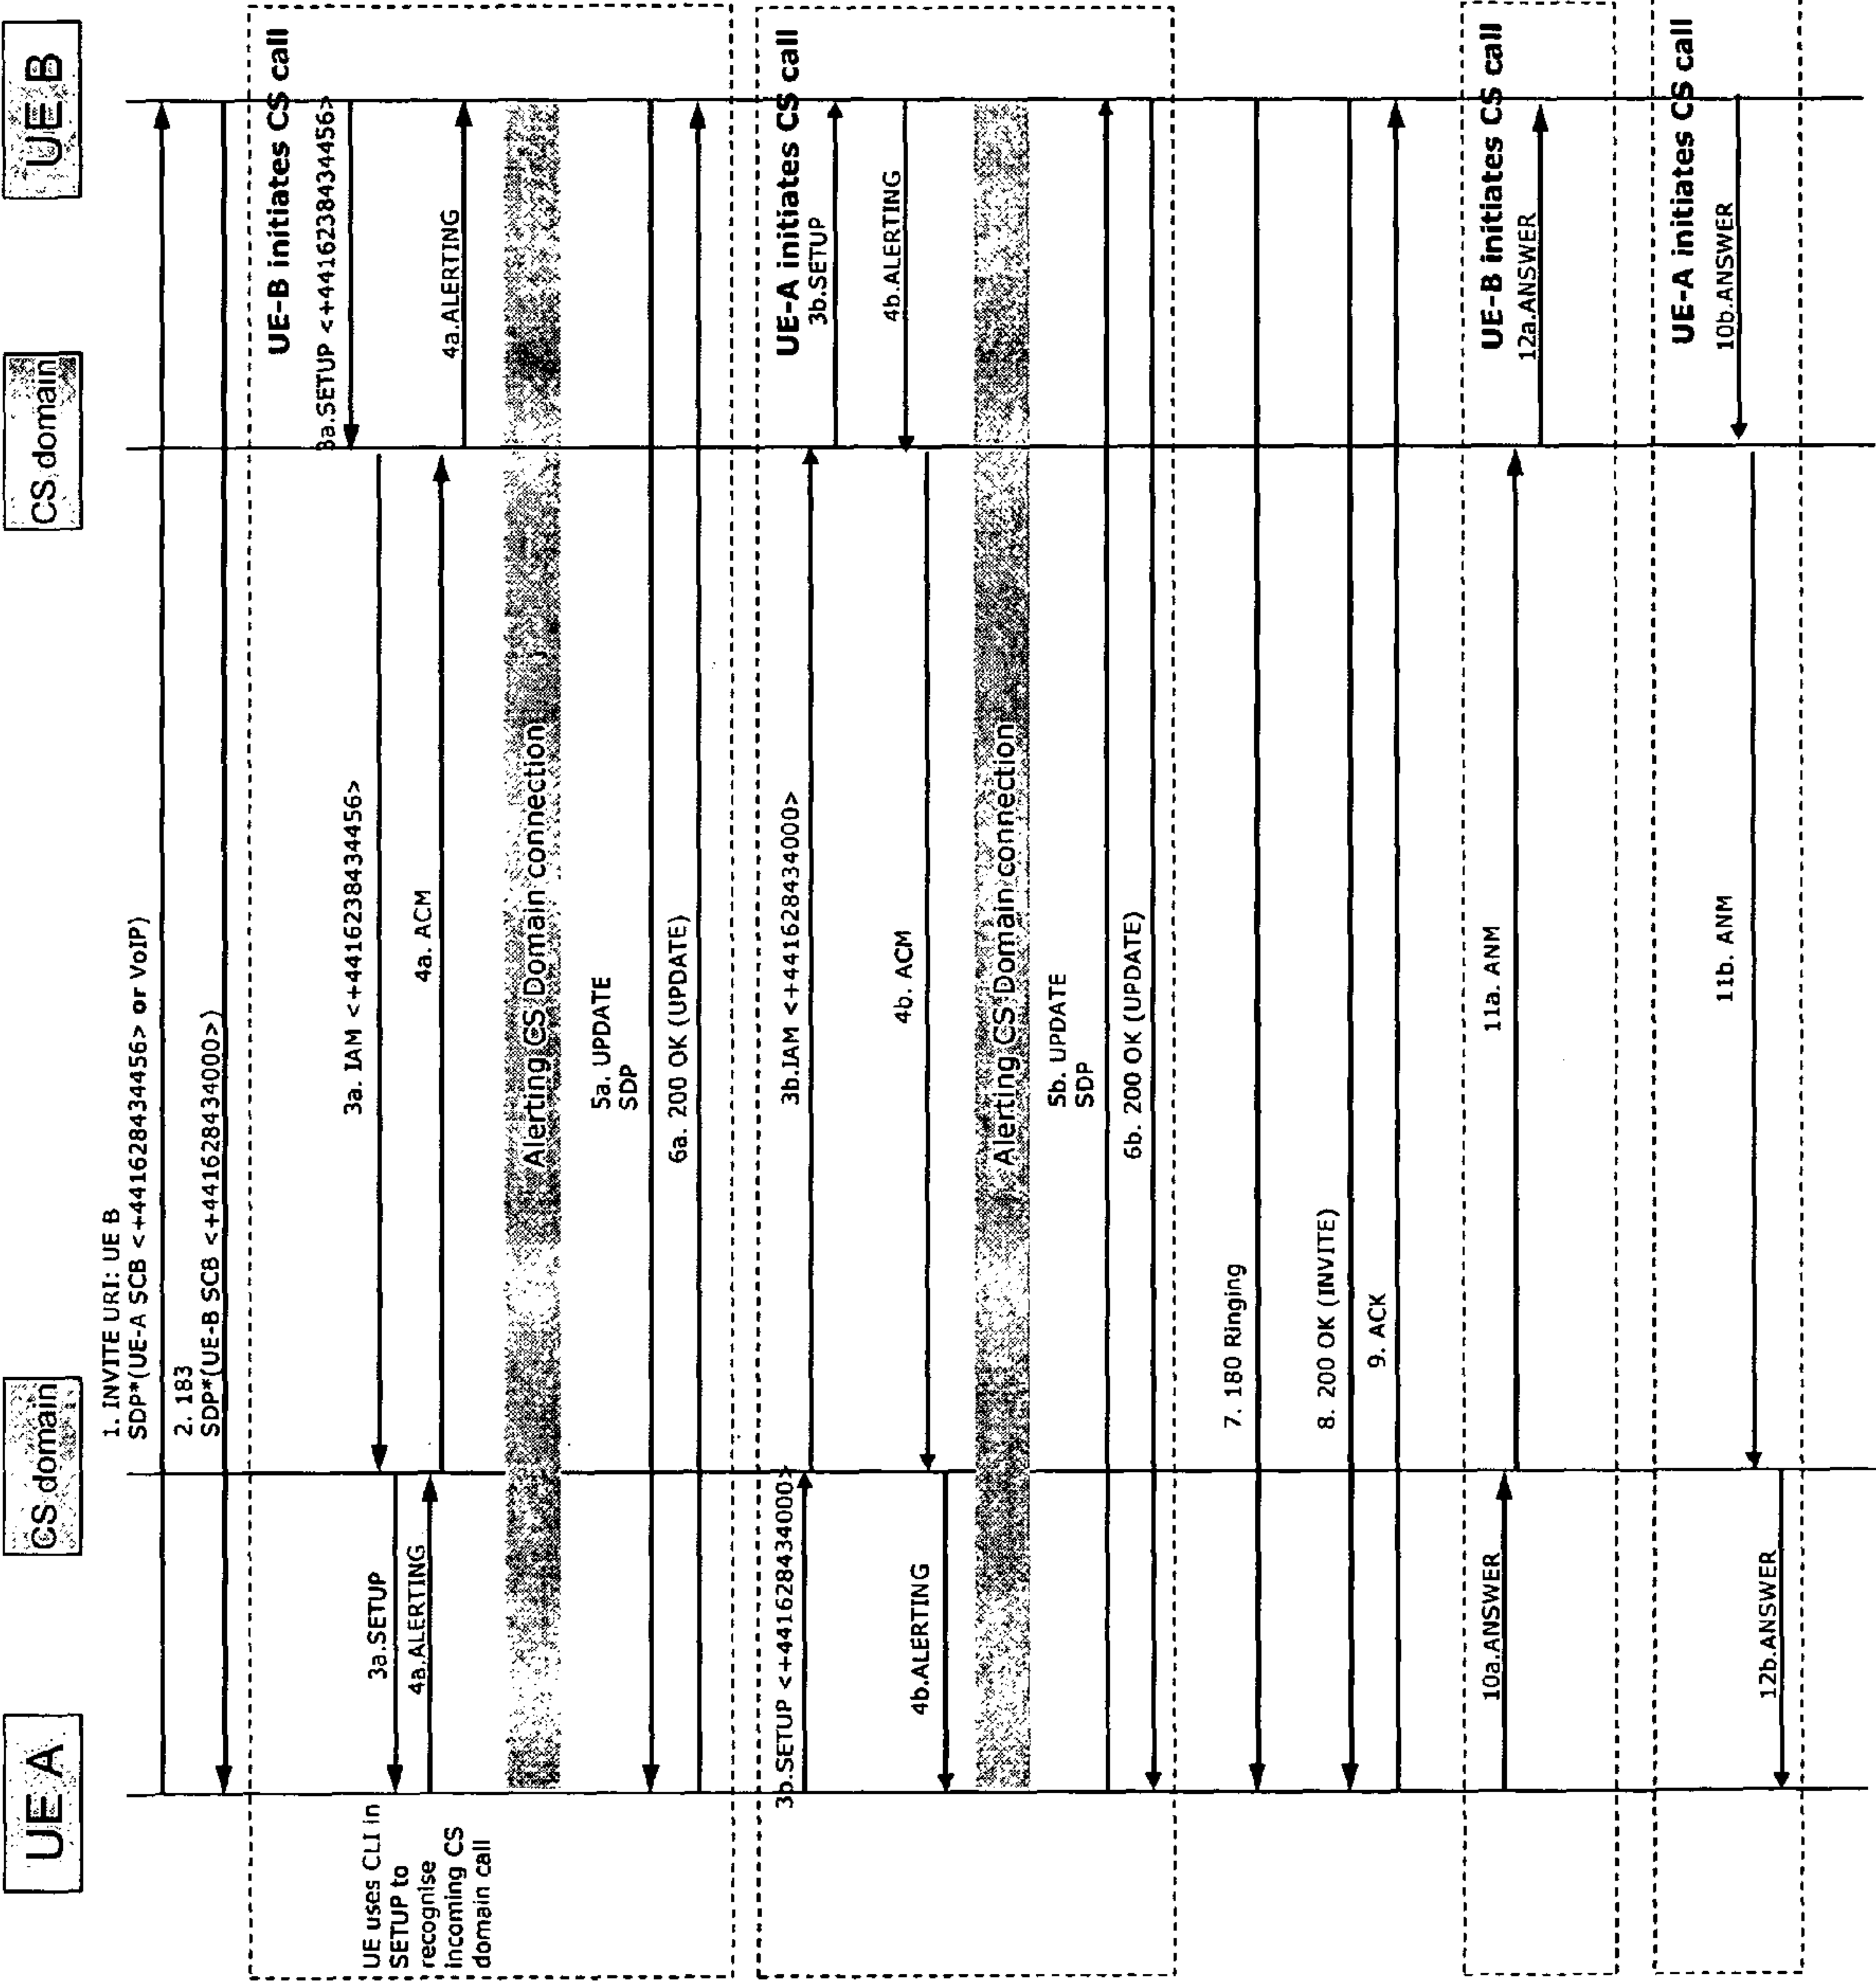 UE A
CS domain
CS domain
UE B
1. INVITE URI: UE B
SDP*(UE-A SCB <+441628434456> or VoIP)
2. 183
SDP*(UE-B SCB <+441628434000>)
UE-B initiates CS call
3a.SETUP <+4416238434456>
3a. IAM <+4416238434456>
UE uses CLI in
SETUP to
recognise
incoming CS
domain call
3a.SETUP
4a.ALERTING
4a. ACM
4a.ALERTING
Alerting CS Domain connection
5a. UPDATE
SDP
6a. 200 OK (UPDATE)
UE-A initiates CS call
3b.SETUP <+441628434000>
3b.IAM <+441628434000>
3b.SETUP
4b.ALERTING
4b. ACM
4b.ALERTING
Alerting CS Domain connection
5b. UPDATE
SDP
6b. 200 OK (UPDATE)
7. 180 Ringing
8. 200 OK (INVITE)
9. ACK
UE-B initiates CS call
10a.ANSWER
11a. ANM
12a.ANSWER
UE-A initiates CS call
10b.ANSWER
11b. ANM
12b.ANSWER